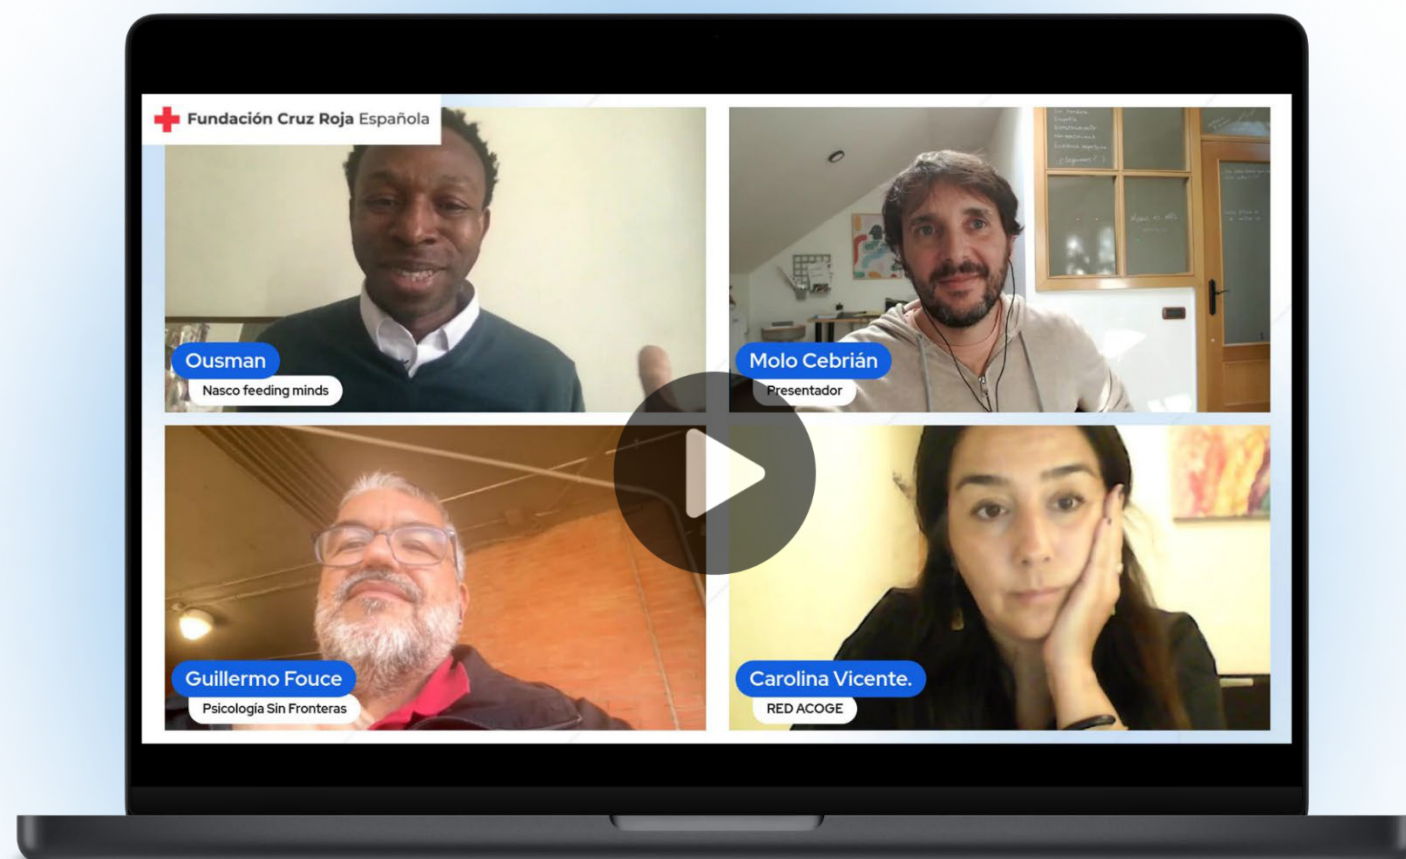 Fundación Cruz Roja Española
Ousman
Nasco feeding minds
Molo Cebrián
Presentador
Guillermo Fouce
Psicología Sin Fronteras
Carolina Vicente.
RED ACOGE